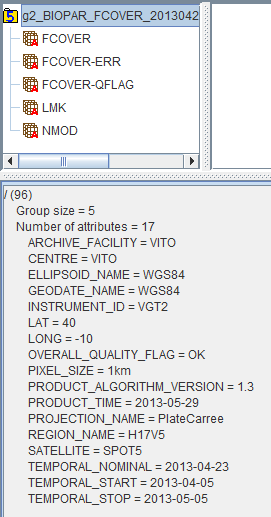 g2_BIOPAR_FCOVER_2013042
FCOVER
FCOVER-ERR
FCOVER-QFLAG
LMK
NMOD
/ (96)
Group size = 5
Number of attributes = 17
ARCHIVE_FACILITY = VITO
CENTRE = VITO
ELLIPSOID_NAME = WGS84
GEODATE_NAME = WGS84
INSTRUMENT_ID = VGT2
LAT = 40
LONG = -10
OVERALL_QUALITY_FLAG = OK
PIXEL_SIZE = 1km
PRODUCT_ALGORITHM_VERSION = 1.3
PRODUCT_TIME = 2013-05-29
PROJECTION_NAME = PlateCarree
REGION_NAME = H17V5
SATELLITE = SPOT5
TEMPORAL_NOMINAL = 2013-04-23
TEMPORAL_START = 2013-04-05
TEMPORAL_STOP = 2013-05-05